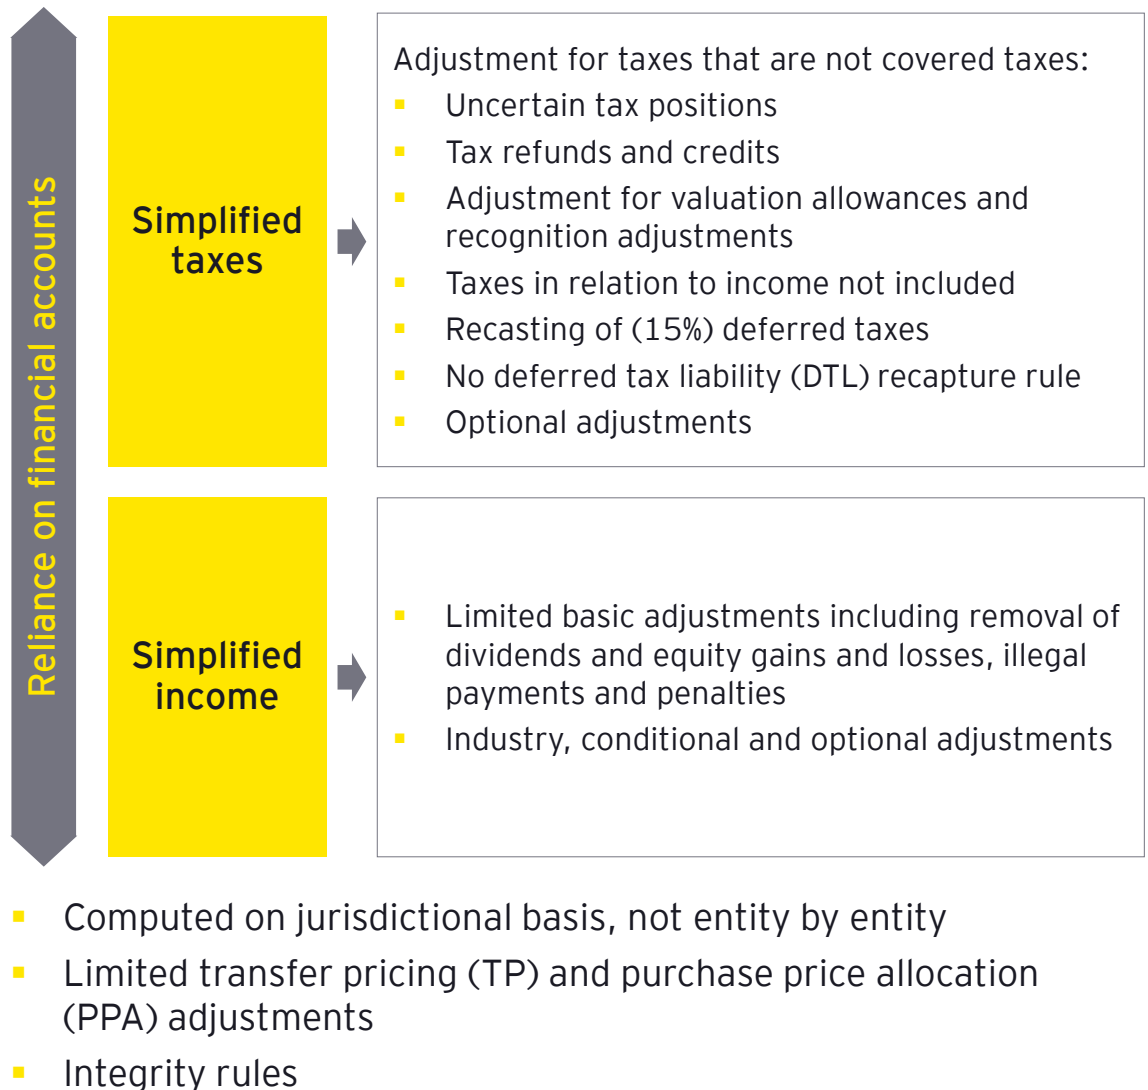 Reliance on financial accounts
Simplified
taxes
Adjustment for taxes that are not covered taxes:
▪ Uncertain tax positions
▪ Tax refunds and credits
▪ Adjustment for valuation allowances and
recognition adjustments
▪ Taxes in relation to income not included
▪ Recasting of (15%) deferred taxes
▪ No deferred tax liability (DTL) recapture rule
▪ Optional adjustments
Simplified
income
▪ Limited basic adjustments including removal of
dividends and equity gains and losses, illegal
payments and penalties
▪ Industry, conditional and optional adjustments
▪ Computed on jurisdictional basis, not entity by entity
▪ Limited transfer pricing (TP) and purchase price allocation
(PPA) adjustments
▪ Integrity rules